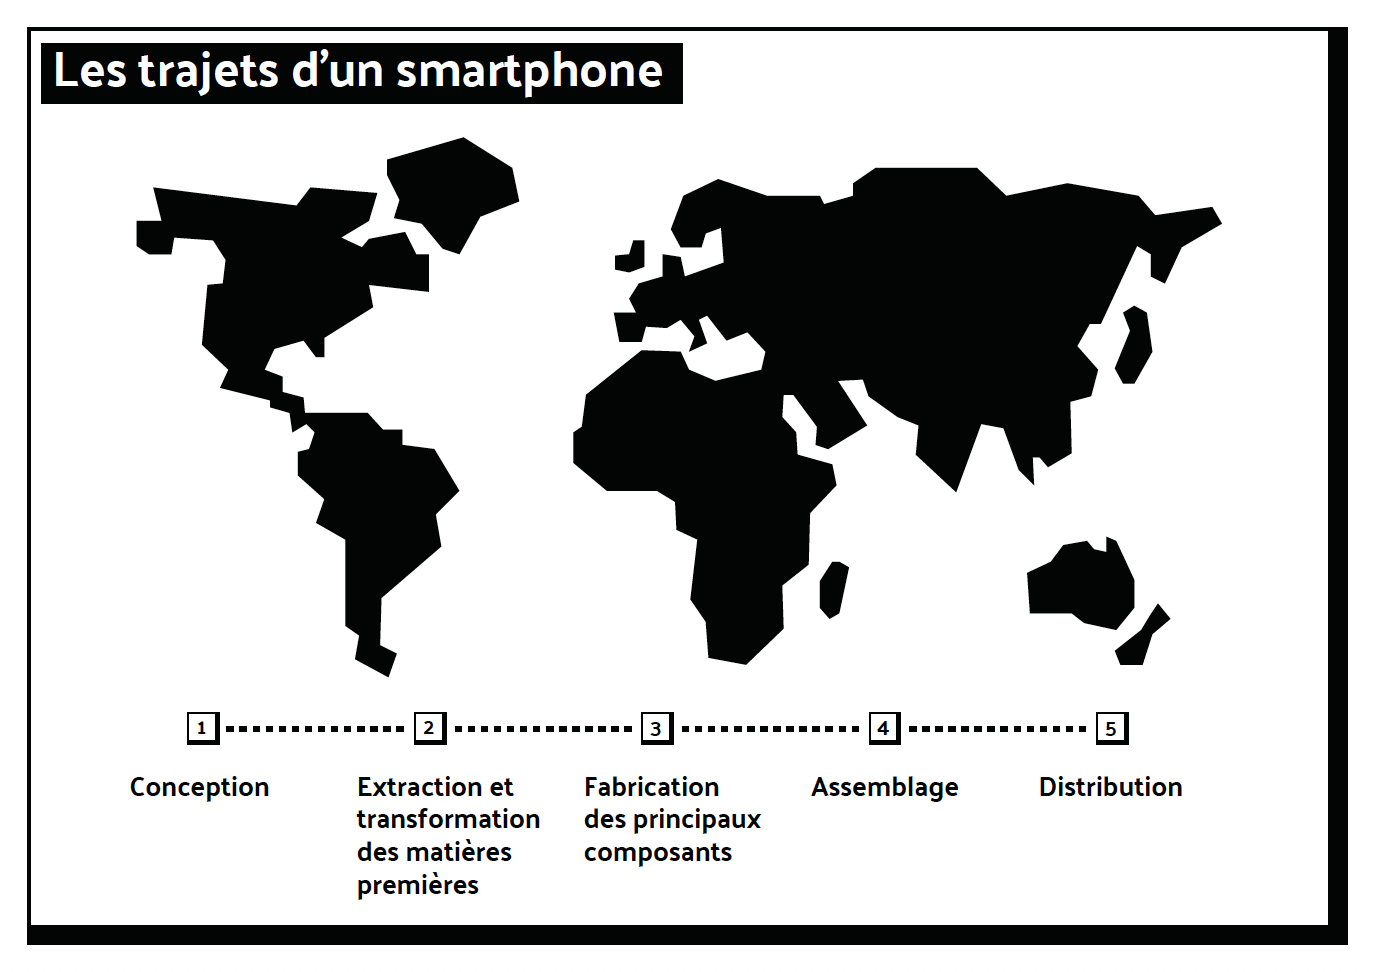 Les trajets d’un smartphone
1
2
3
4
5
Conception
Extraction et
transformation
des matières
premières
Fabrication
des principaux
composants
Assemblage
Distribution